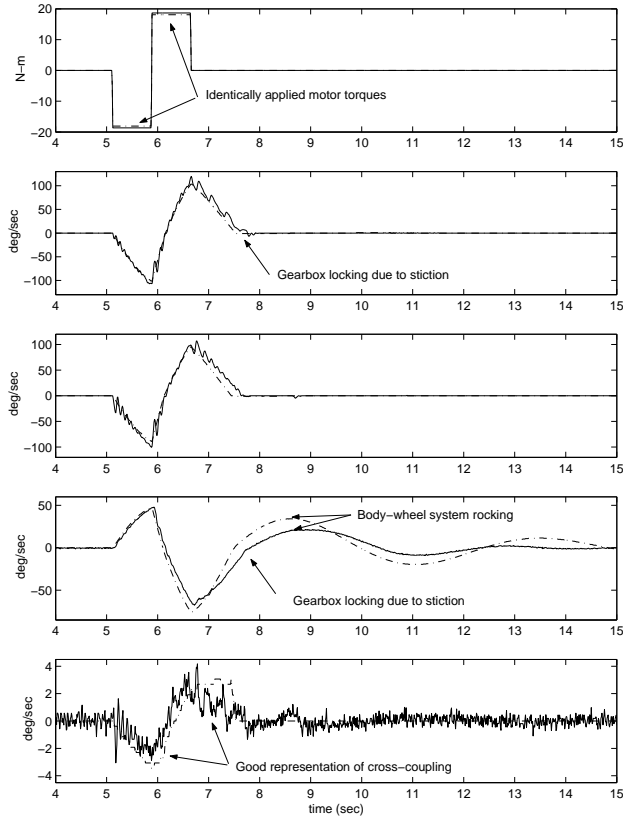 20
10
0
−10
−20
N−m
Identically applied motor torques
4 5 6 7 8 9 10 11 12 13 14 15
100
50
0
−50
−100
deg/sec
Gearbox locking due to stiction
4 5 6 7 8 9 10 11 12 13 14 15
100
50
0
−50
−100
deg/sec
4 5 6 7 8 9 10 11 12 13 14 15
50
0
−50
deg/sec
Body−wheel system rocking
Gearbox locking due to stiction
4 5 6 7 8 9 10 11 12 13 14 15
4
2
0
−2
−4
deg/sec
Good representation of cross−coupling
4 5 6 7 8 9 10 11 12 13 14 15
time (sec)